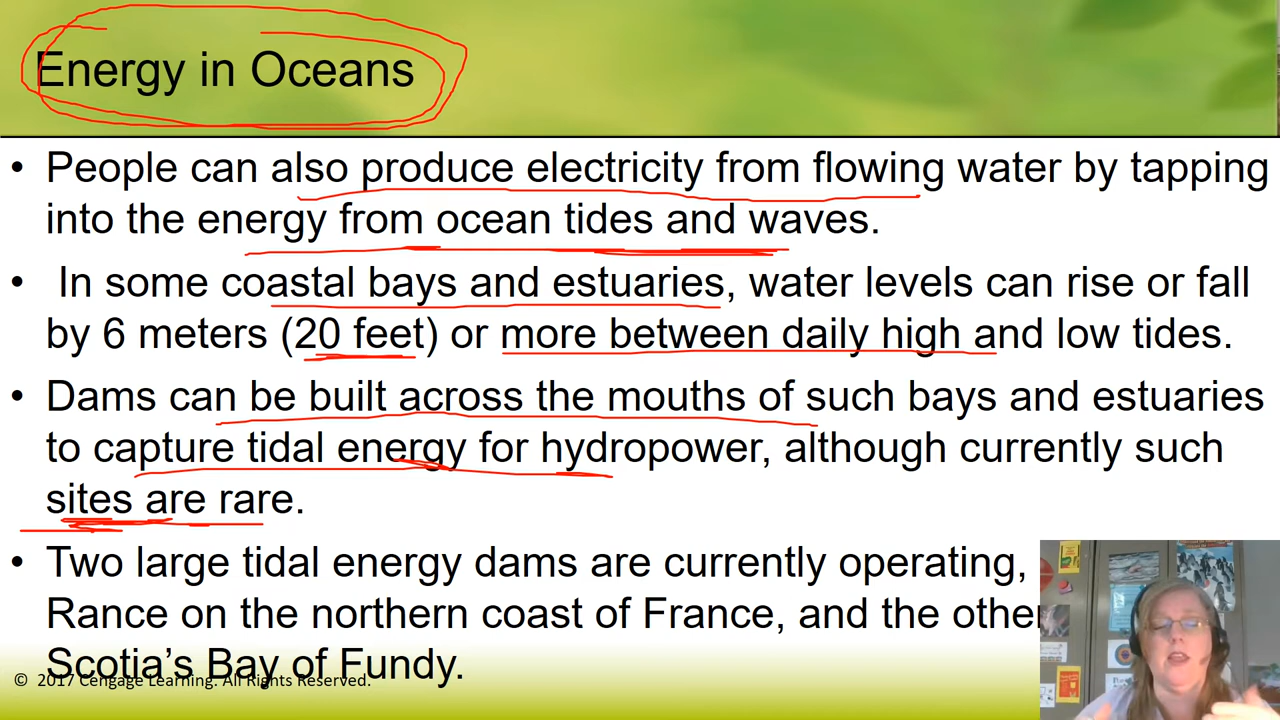 Energy in Oceans
• People can also produce electricity from flowing water by tapping
into the energy from ocean tides and waves.
• In some coastal bays and estuaries, water levels can rise or fall
by 6 meters (20 feet) or more between daily high and low tides.
• Dams can be built across the mouths of such bays and estuaries
to capture tidal energy for hydropower, although currently such
sites are rare.
• Two large tidal energy dams are currently operating,
Rance on the northern coast of France, and the other
Scotia’s Bay of Fundy.
© 2017 Cengage Learning. All Rights Reserved.